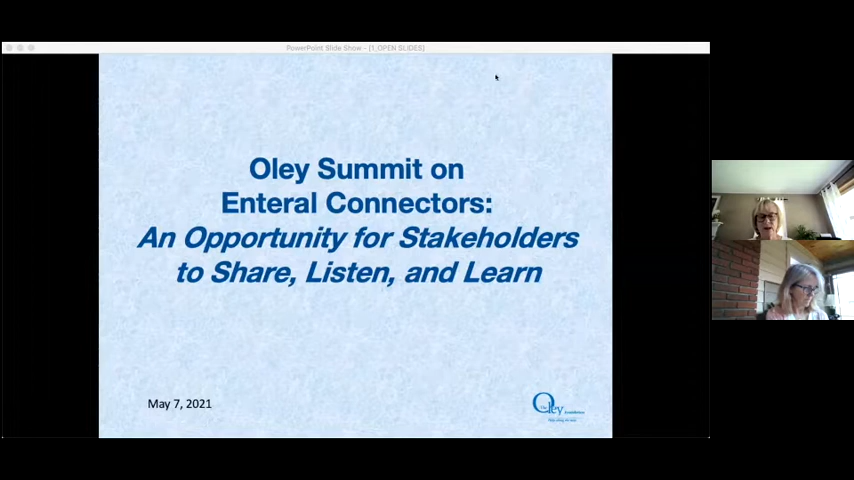 PowerPoint Slide Show - [1_OPEN SLIDES]
Oley Summit on
Enteral Connectors:
An Opportunity for Stakeholders
to Share, Listen, and Learn
May 7, 2021
Oley